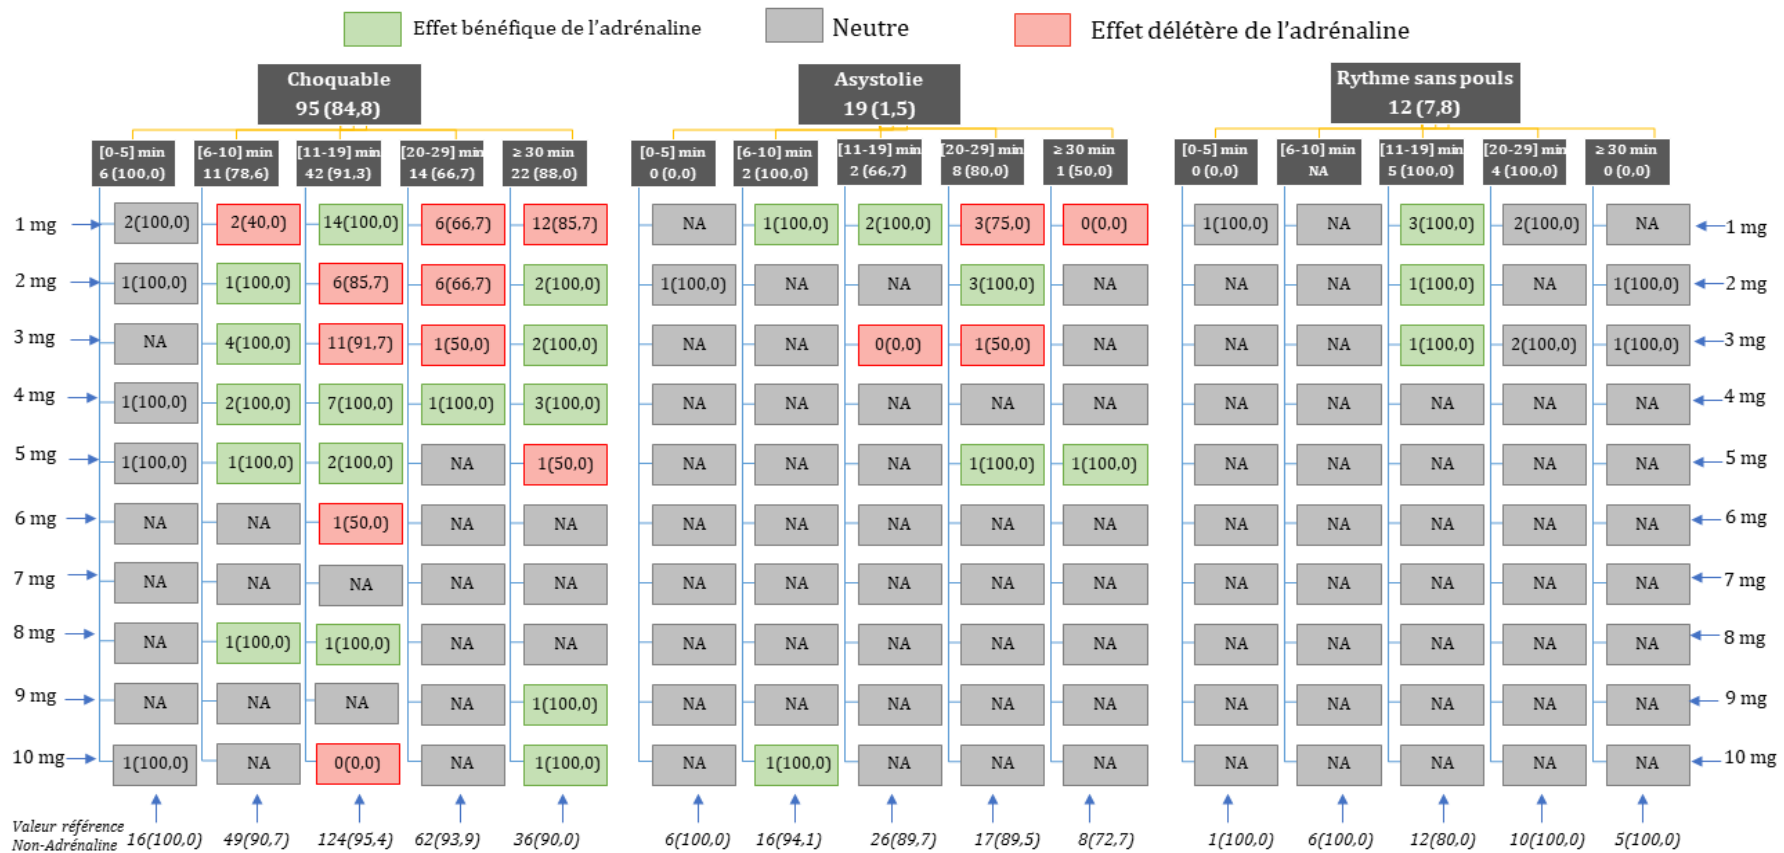 Effet bénéfique de l’adrénaline Neutre Effet délétère de l’adrénaline
Choquable Asystolie Rythme sans pouls
95 (84,8) 19 (1,5) 12 (7,8)
[0-5] min [6-10] min [11-19] min [20-29] min ≥ 30 min [0-5] min [6-10] min [11-19] min [20-29] min ≥ 30 min [0-5] min [6-10] min [11-19] min [20-29] min ≥ 30 min
6 (100,0) 11 (78,6) 42 (91,3) 14 (66,7) 22 (88,0) 0 (0,0) 2 (100,0) 2 (66,7) 8 (80,0) 1 (50,0) 0 (0,0) NA 5 (100,0) 4 (100,0) 0 (0,0)
1 mg 2(100,0) 2(40,0) 14(100,0) 6(66,7) 12(85,7) NA 1(100,0) 2(100,0) 3(75,0) 0(0,0) 1(100,0) NA 3(100,0) 2(100,0) NA 1 mg
2 mg 1(100,0) 1(100,0) 6(85,7) 6(66,7) 2(100,0) 1(100,0) NA NA 3(100,0) NA NA NA 1(100,0) NA 1(100,0) 2 mg
3 mg NA 4(100,0) 11(91,7) 1(50,0) 2(100,0) NA NA 0(0,0) 1(50,0) NA NA NA 1(100,0) 2(100,0) 1(100,0) 3 mg
4 mg 1(100,0) 2(100,0) 7(100,0) 1(100,0) 3(100,0) NA NA NA NA NA NA NA NA NA NA 4 mg
5 mg 1(100,0) 1(100,0) 2(100,0) NA 1(50,0) NA NA NA 1(100,0) 1(100,0) NA NA NA NA NA 5 mg
6 mg NA NA 1(50,0) NA NA NA NA NA NA NA NA NA NA NA NA 6 mg
7 mg NA NA NA NA NA NA NA NA NA NA NA NA NA NA NA 7 mg
8 mg NA 1(100,0) 1(100,0) NA NA NA NA NA NA NA NA NA NA NA NA 8 mg
9 mg NA NA NA NA 1(100,0) NA NA NA NA NA NA NA NA NA NA 9 mg
10 mg 1(100,0) NA 0(0,0) NA 1(100,0) NA 1(100,0) NA NA NA NA NA NA NA NA 10 mg
Valeur référence
Non-Adrénaline 16(100,0) 49(90,7) 124(95,4) 62(93,9) 36(90,0) 6(100,0) 16(94,1) 26(89,7) 17(89,5) 8(72,7) 1(100,0) 6(100,0) 12(80,0) 10(100,0) 5(100,0)